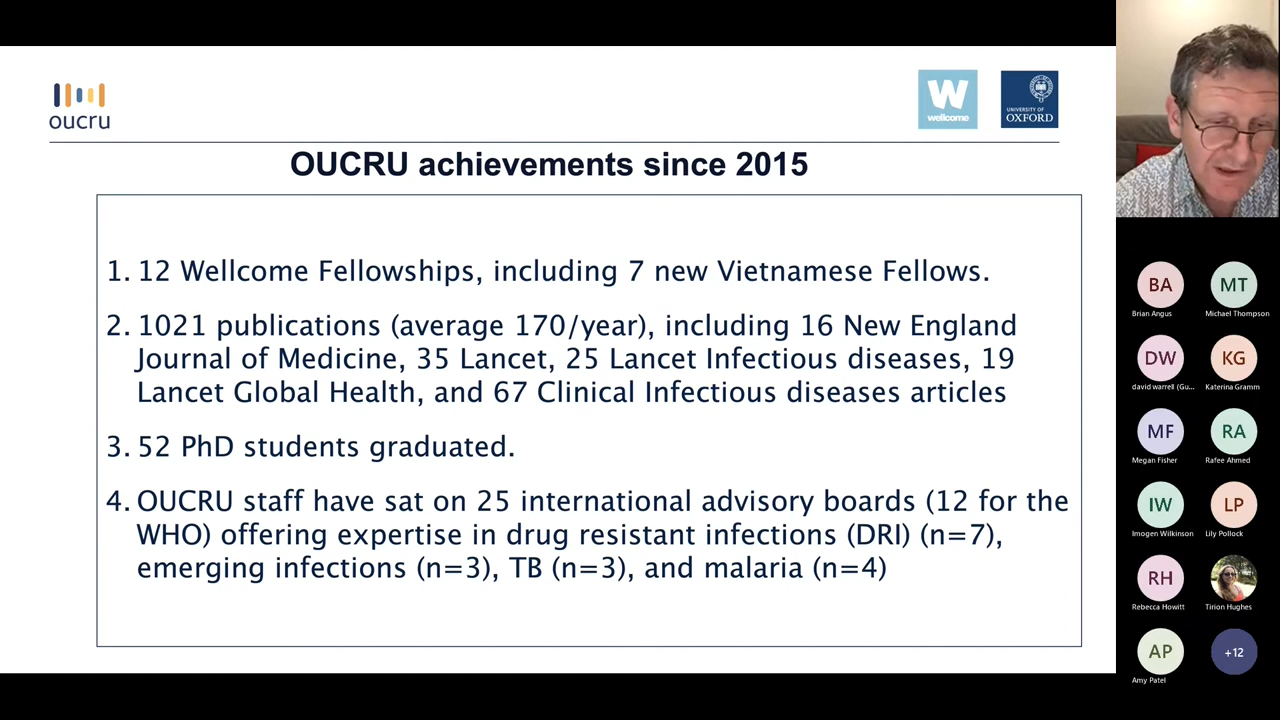 oucru
W
wellcome
UNIVERSITY OF
OXFORD
OUCRU achievements since 2015
1. 12 Wellcome Fellowships, including 7 new Vietnamese Fellows.
2. 1021 publications (average 170/year), including 16 New England
Journal of Medicine, 35 Lancet, 25 Lancet Infectious diseases, 19
Lancet Global Health, and 67 Clinical Infectious diseases articles
3. 52 PhD students graduated.
4. OUCRU staff have sat on 25 international advisory boards (12 for the
WHO) offering expertise in drug resistant infections (DRI) (n=7),
emerging infections (n=3), TB (n=3), and malaria (n=4)
BA
Brian Angus
MT
Michael Thompson
DW
david warrell (Gu...
KG
Katerina Gramm
MF
Megan Fisher
RA
Rafee Ahmed
IW
Imogen Wilkinson
LP
Lily Pollock
RH
Rebecca Howitt
Tirion Hughes
AP
Amy Patel
+12